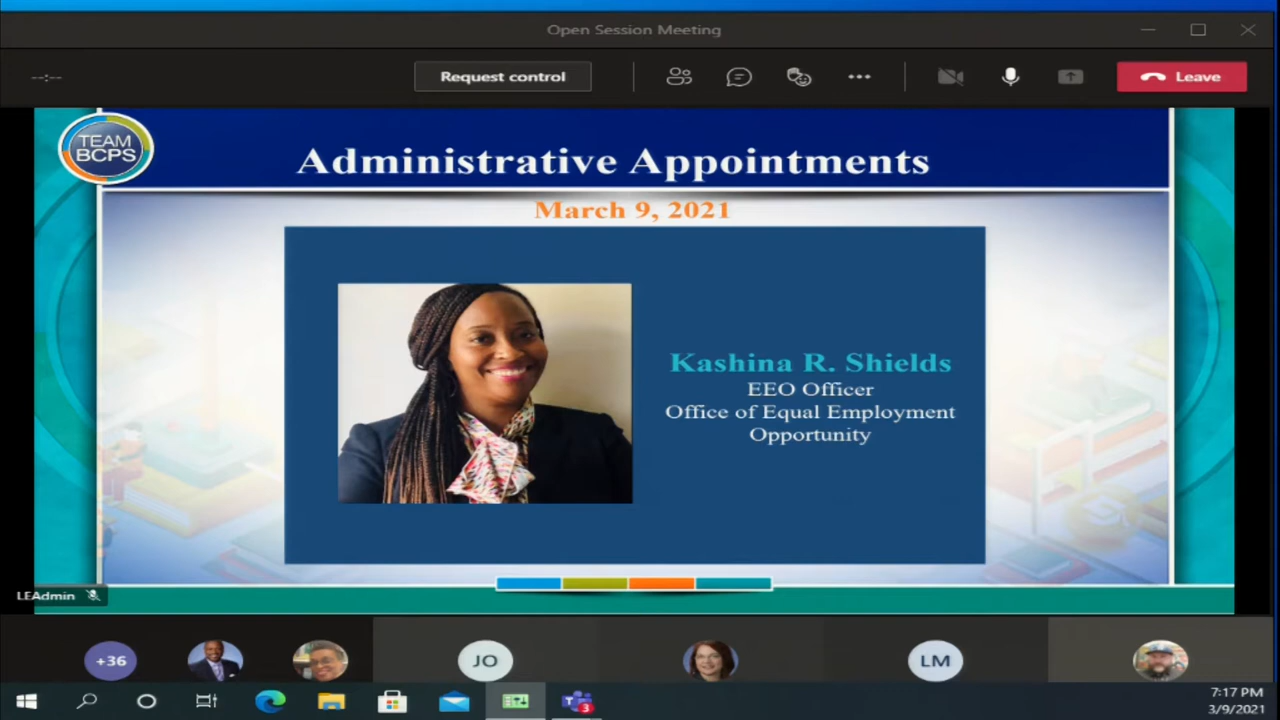 Open Session Meeting
--:--
Request control
Leave
TEAM
BCPS
Administrative Appointments
March 9, 2021
Kashina R. Shields
EEO Officer
Office of Equal Employment
Opportunity
LEAdmin
+36
JO
LM
3
7:17 PM
3/9/2021